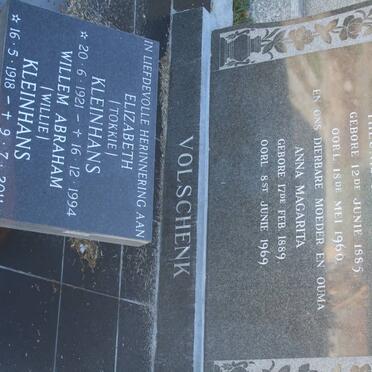 IN LIEFDEVOLLE HERINNERING AAN
ELIZABETH
[TOKKIE]
KLEINHANS
☆ 20 · 6 · 1921 – ✝ 16 · 12 · 1994
WILLEM ABRAHAM
[WILLIE]
KLEINHANS
☆ 16 · 5 · 1918 – ✝ 9 · 7 · 2011
VOLSCHENK
GEBORE 12DE JUNIE 1885
OORL. 18DE MEI 1960
EN ONS DIERBARE MOEDER EN OUMA
ANNA MAGARITA
GEBORE 17DE FEB. 1889
OORL 8ST JUNIE 1969